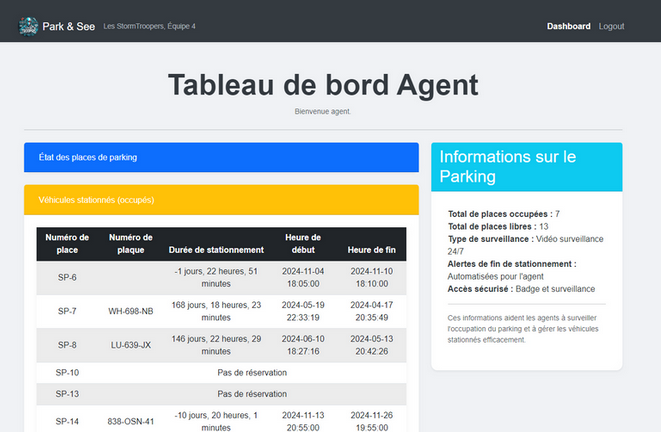 Park & See Les StormTroopers, Équipe 4 Dashboard Logout
Tableau de bord Agent
Bienvenue agent
État des places de parking
Véhicules stationnés (occupés)
Numéro de place Numéro de plaque Durée de stationnement Heure de début Heure de fin
SP-6 -1 jours, 22 heures, 51 minutes 2024-11-04 18:05:00 2024-11-10 18:10:00
SP-7 WH-698-NB 168 jours, 18 heures, 23 minutes 2024-05-19 22:33:19 2024-04-17 20:35:49
SP-8 LU-639-JX 146 jours, 22 heures, 29 minutes 2024-06-10 18:27:16 2024-05-13 20:42:26
SP-10 Pas de réservation
SP-13 Pas de réservation
SP-14 838-OSN-41 -10 jours, 20 heures, 1 minutes 2024-11-13 20:55:00 2024-11-26 19:55:00
Informations sur le
Parking
Total de places occupées : 7
Total de places libres : 13
Type de surveillance : Vidéo surveillance
24/7
Alertes de fin de stationnement :
Automatisées pour l'agent
Accès sécurisé : Badge et surveillance
Ces informations aident les agents à surveiller
l'occupation du parking et à gérer les véhicules
stationnés efficacement.